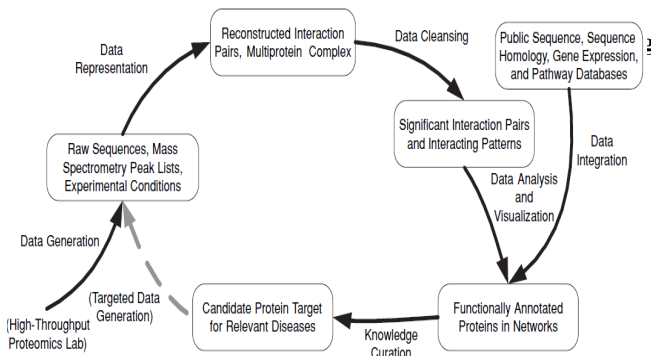 Data
Representation
Reconstructed Interaction
Pairs, Multiprotein Complex
Data Cleansing
Public Sequence, Sequence
Homology, Gene Expression,
and Pathway Databases
Raw Sequences, Mass
Spectrometry Peak Lists,
Experimental Conditions
Significant Interaction Pairs
and Interacting Patterns
Data
Integration
Data Analysis
and
Visualization
Data Generation
(High-Throughput
Proteomics Lab)
(Targeted Data
Generation)
Candidate Protein Target
for Relevant Diseases
Knowledge
Curation
Functionally Annotated
Proteins in Networks